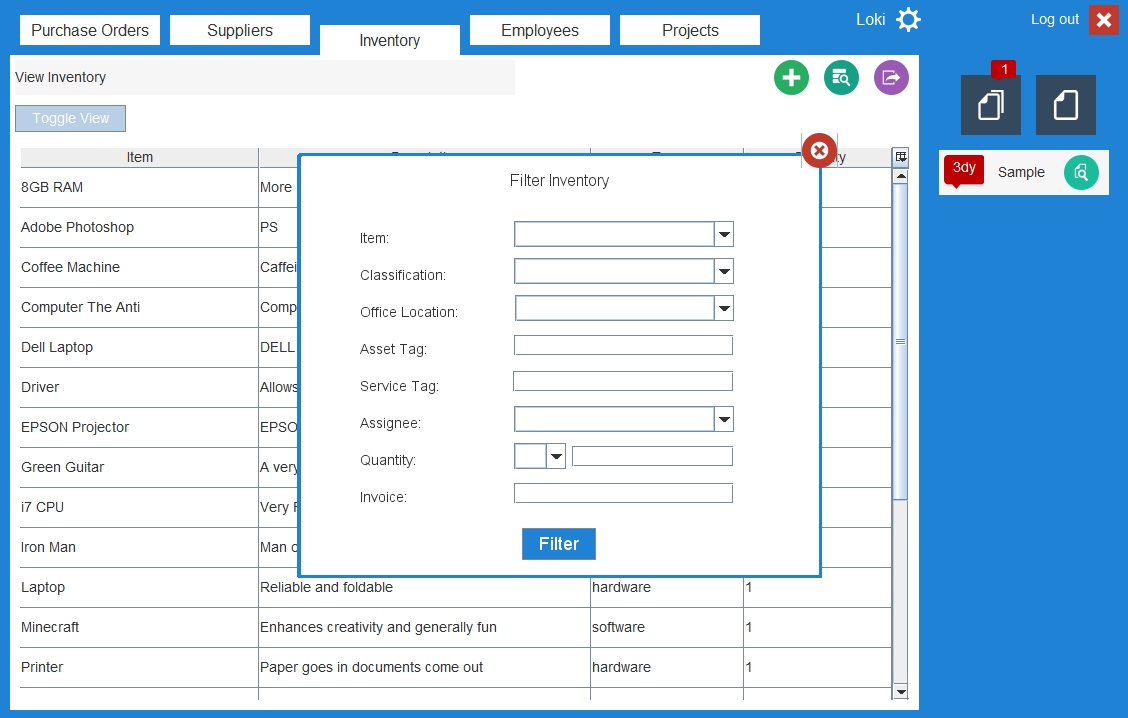 Purchase Orders
Suppliers
Inventory
Employees
Projects
Loki
Log out
View Inventory
1
Toggle View
3dy
Sample
Item
8GB RAM
More
Adobe Photoshop
PS
Coffee Machine
Caffei
Computer The Anti
Comp
Dell Laptop
DELL
Driver
Allows
EPSON Projector
EPSO
Green Guitar
A very
i7 CPU
Very F
Iron Man
Man o
Laptop
Reliable and foldable
hardware
1
Minecraft
Enhances creativity and generally fun
software
1
Printer
Paper goes in documents come out
hardware
1
Filter Inventory
Item:
Classification:
Office Location:
Asset Tag:
Service Tag:
Assignee:
Quantity:
Invoice:
Filter